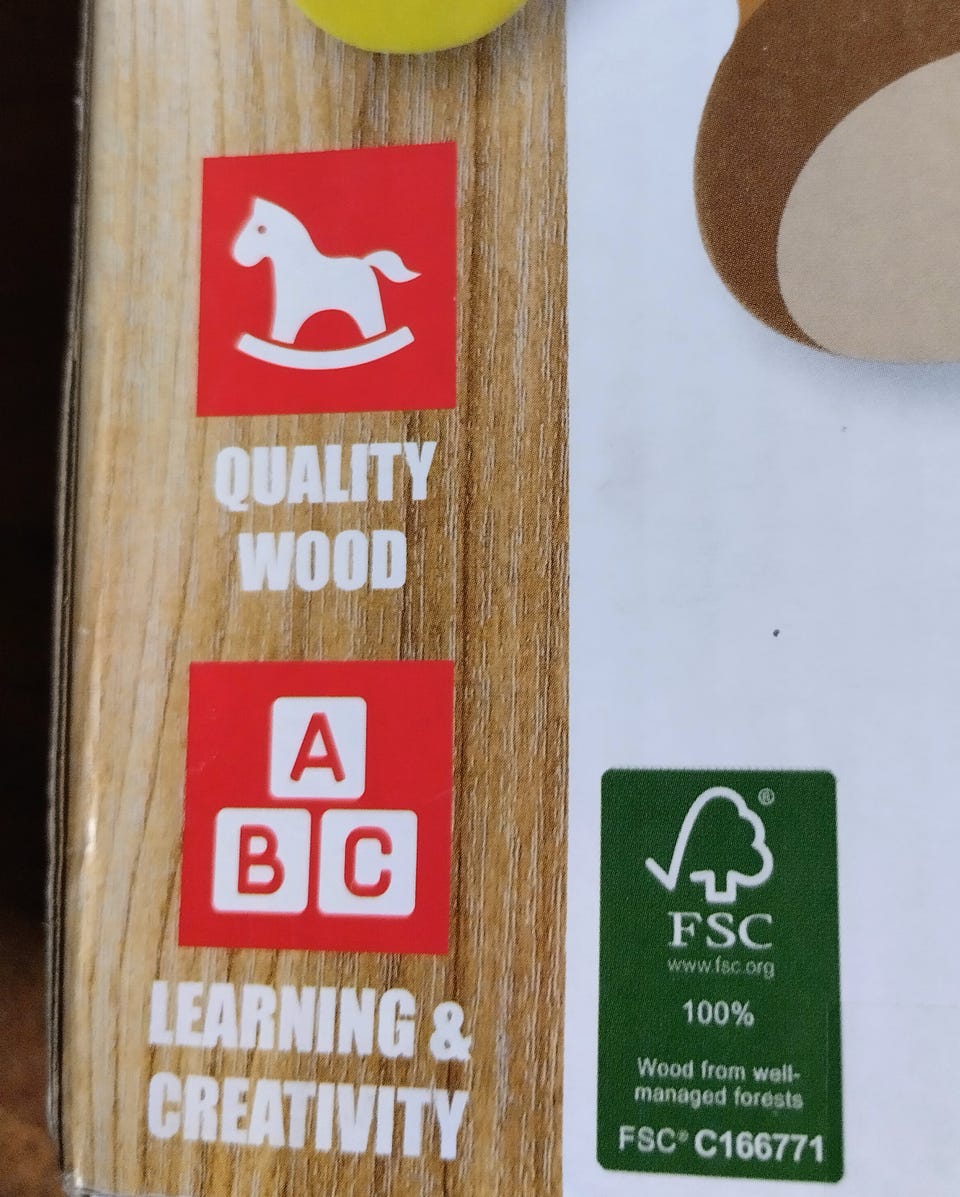 QUALITY
WOOD
A
B C
LEARNING &
CREATIVITY
®
FSC
www.fsc.org
100%
Wood from well-
managed forests
FSC® C166771